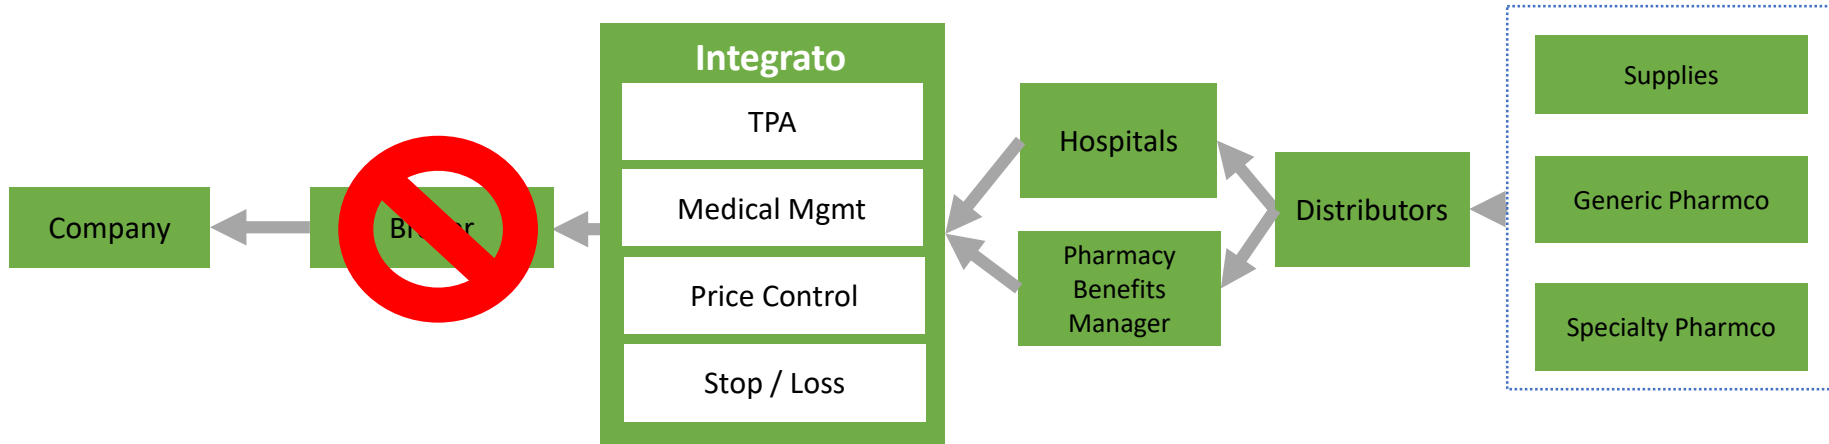 Company
Integrato
TPA
Medical Mgmt
Price Control
Stop / Loss
Hospitals
Pharmacy
Benefits
Manager
Distributors
Supplies
Generic Pharmco
Specialty Pharmco